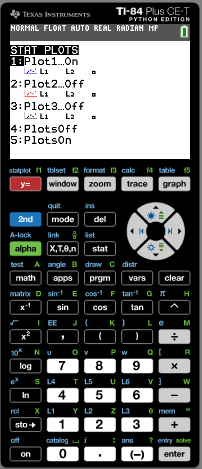 TEXAS INSTRUMENTS TI-84 Plus CE-T
PYTHON EDITION
NORMAL FLOAT AUTO REAL RADIAN MP
STAT PLOTS
1:Plot1…On
L1 L2
2:Plot2…Off
L1 L2
3:Plot3…Off
L1 L2
4:PlotsOff
5:PlotsOn
statplot f1 tblset f2 format f3 calc f4 table f5
y= window zoom trace graph
quit ins
2nd mode del
A-lock link list
alpha X,T,θ,n stat
test A angle B draw C distr
math apps prgm vars clear
matrix D sin⁻¹ E cos⁻¹ F tan⁻¹ G π H
x⁻¹ sin cos tan ^
√ I EE J { K } L e M
x² , ( ) ÷
10ˣ N u O v P w Q [ R
log 7 8 9 ×
eˣ S L4 T L5 U L6 V ] W
ln 4 5 6 −
rcl X L1 Y L2 Z L3 θ mem "
sto→ 1 2 3 +
off catalog i : ans ? entry solve
on 0 . (−) enter